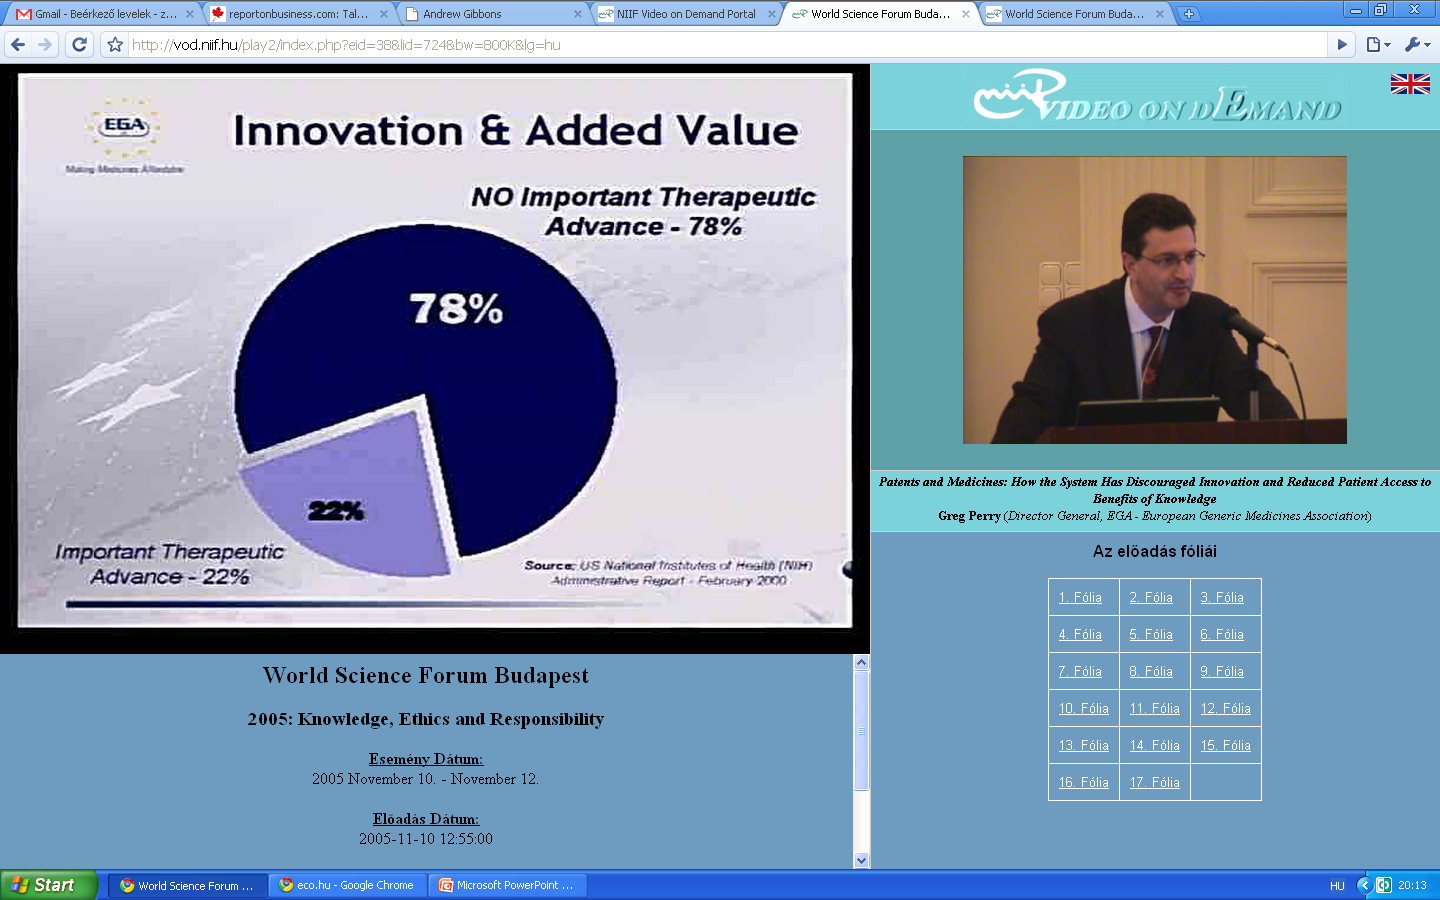 Gmail - Beérkező levelek - z...
reportonbusiness.com: Tal...
Andrew Gibbons
NIIF Video on Demand Portal
World Science Forum Buda...
World Science Forum Buda...
http://vod.niif.hu/play2/index.php?eid=38&lid=724&bw=800K&lg=hu
EGA
Making Medicines Affordable
Innovation & Added Value
NO Important Therapeutic
Advance - 78%
78%
22%
Important Therapeutic
Advance - 22%
Source: US National Institutes of Health (NIH)
Administrative Report - February 2000
VIDEO ON DEMAND
Patents and Medicines: How the System Has Discouraged Innovation and Reduced Patient Access to
Benefits of Knowledge
Greg Perry (Director General, EGA - European Generic Medicines Association)
Az előadás fóliái
1. Fólia 2. Fólia 3. Fólia
4. Fólia 5. Fólia 6. Fólia
7. Fólia 8. Fólia 9. Fólia
10. Fólia 11. Fólia 12. Fólia
13. Fólia 14. Fólia 15. Fólia
16. Fólia 17. Fólia
World Science Forum Budapest
2005: Knowledge, Ethics and Responsibility
Esemény Dátum:
2005 November 10. - November 12.
Előadás Dátum:
2005-11-10 12:55:00
Start
World Science Forum ...
eco.hu - Google Chrome
Microsoft PowerPoint ...
HU
20:13